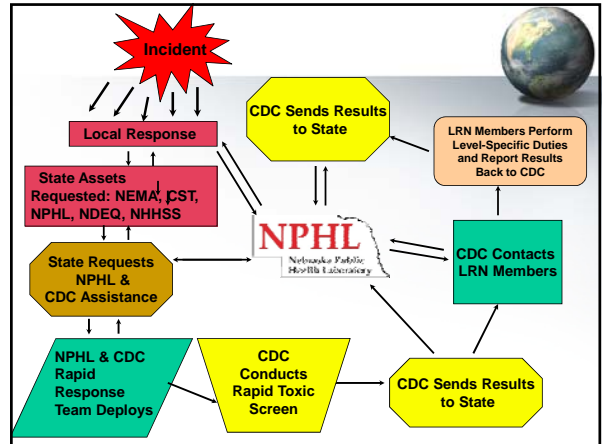 Incident
CDC Sends Results
to State
Local Response
LRN Members Perform
Level-Specific Duties
and Report Results
Back to CDC
State Assets
Requested: NEMA, CST,
NPHL, NDEQ, NHHSS
NPHL
Nebraska Public
Health Laboratory
CDC Contacts
LRN Members
State Requests
NPHL &
CDC Assistance
NPHL & CDC
Rapid
Response
Team Deploys
CDC
Conducts
Rapid Toxic
Screen
CDC Sends Results
to State